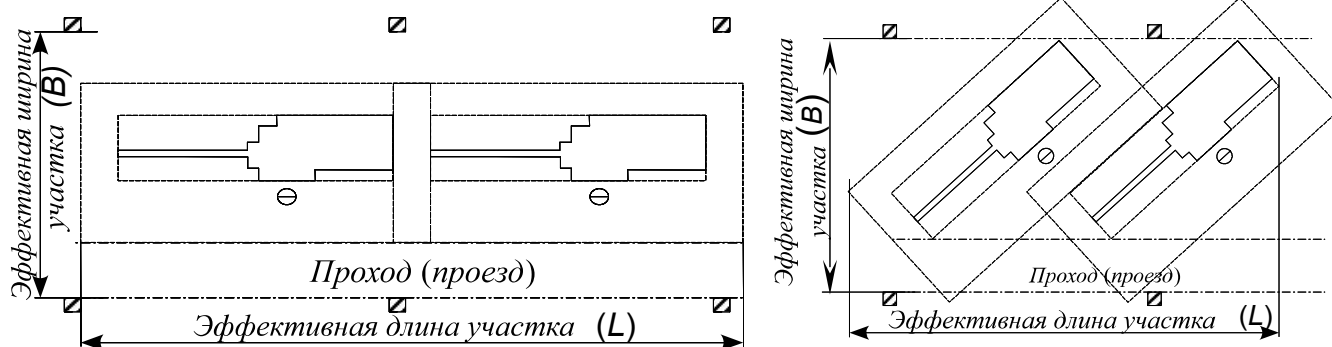 Эффективная ширина
участка (B)
Проход (проезд)
Эффективная длина участка (L)
Эффективная ширина
участка (B)
Проход (проезд)
Эффективная длина участка (L)